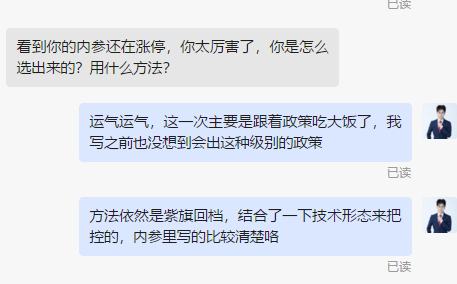 已读
看到你的内参还在涨停，你太厉害了，你是怎么
选出来的？用什么方法？
运气运气，这一次主要是跟着政策吃大饭了，我
写之前也没想到会出这种级别的政策
已读
方法依然是紫旗回档，结合了一下技术形态来把
控的，内参里写的比较清楚咯
已读